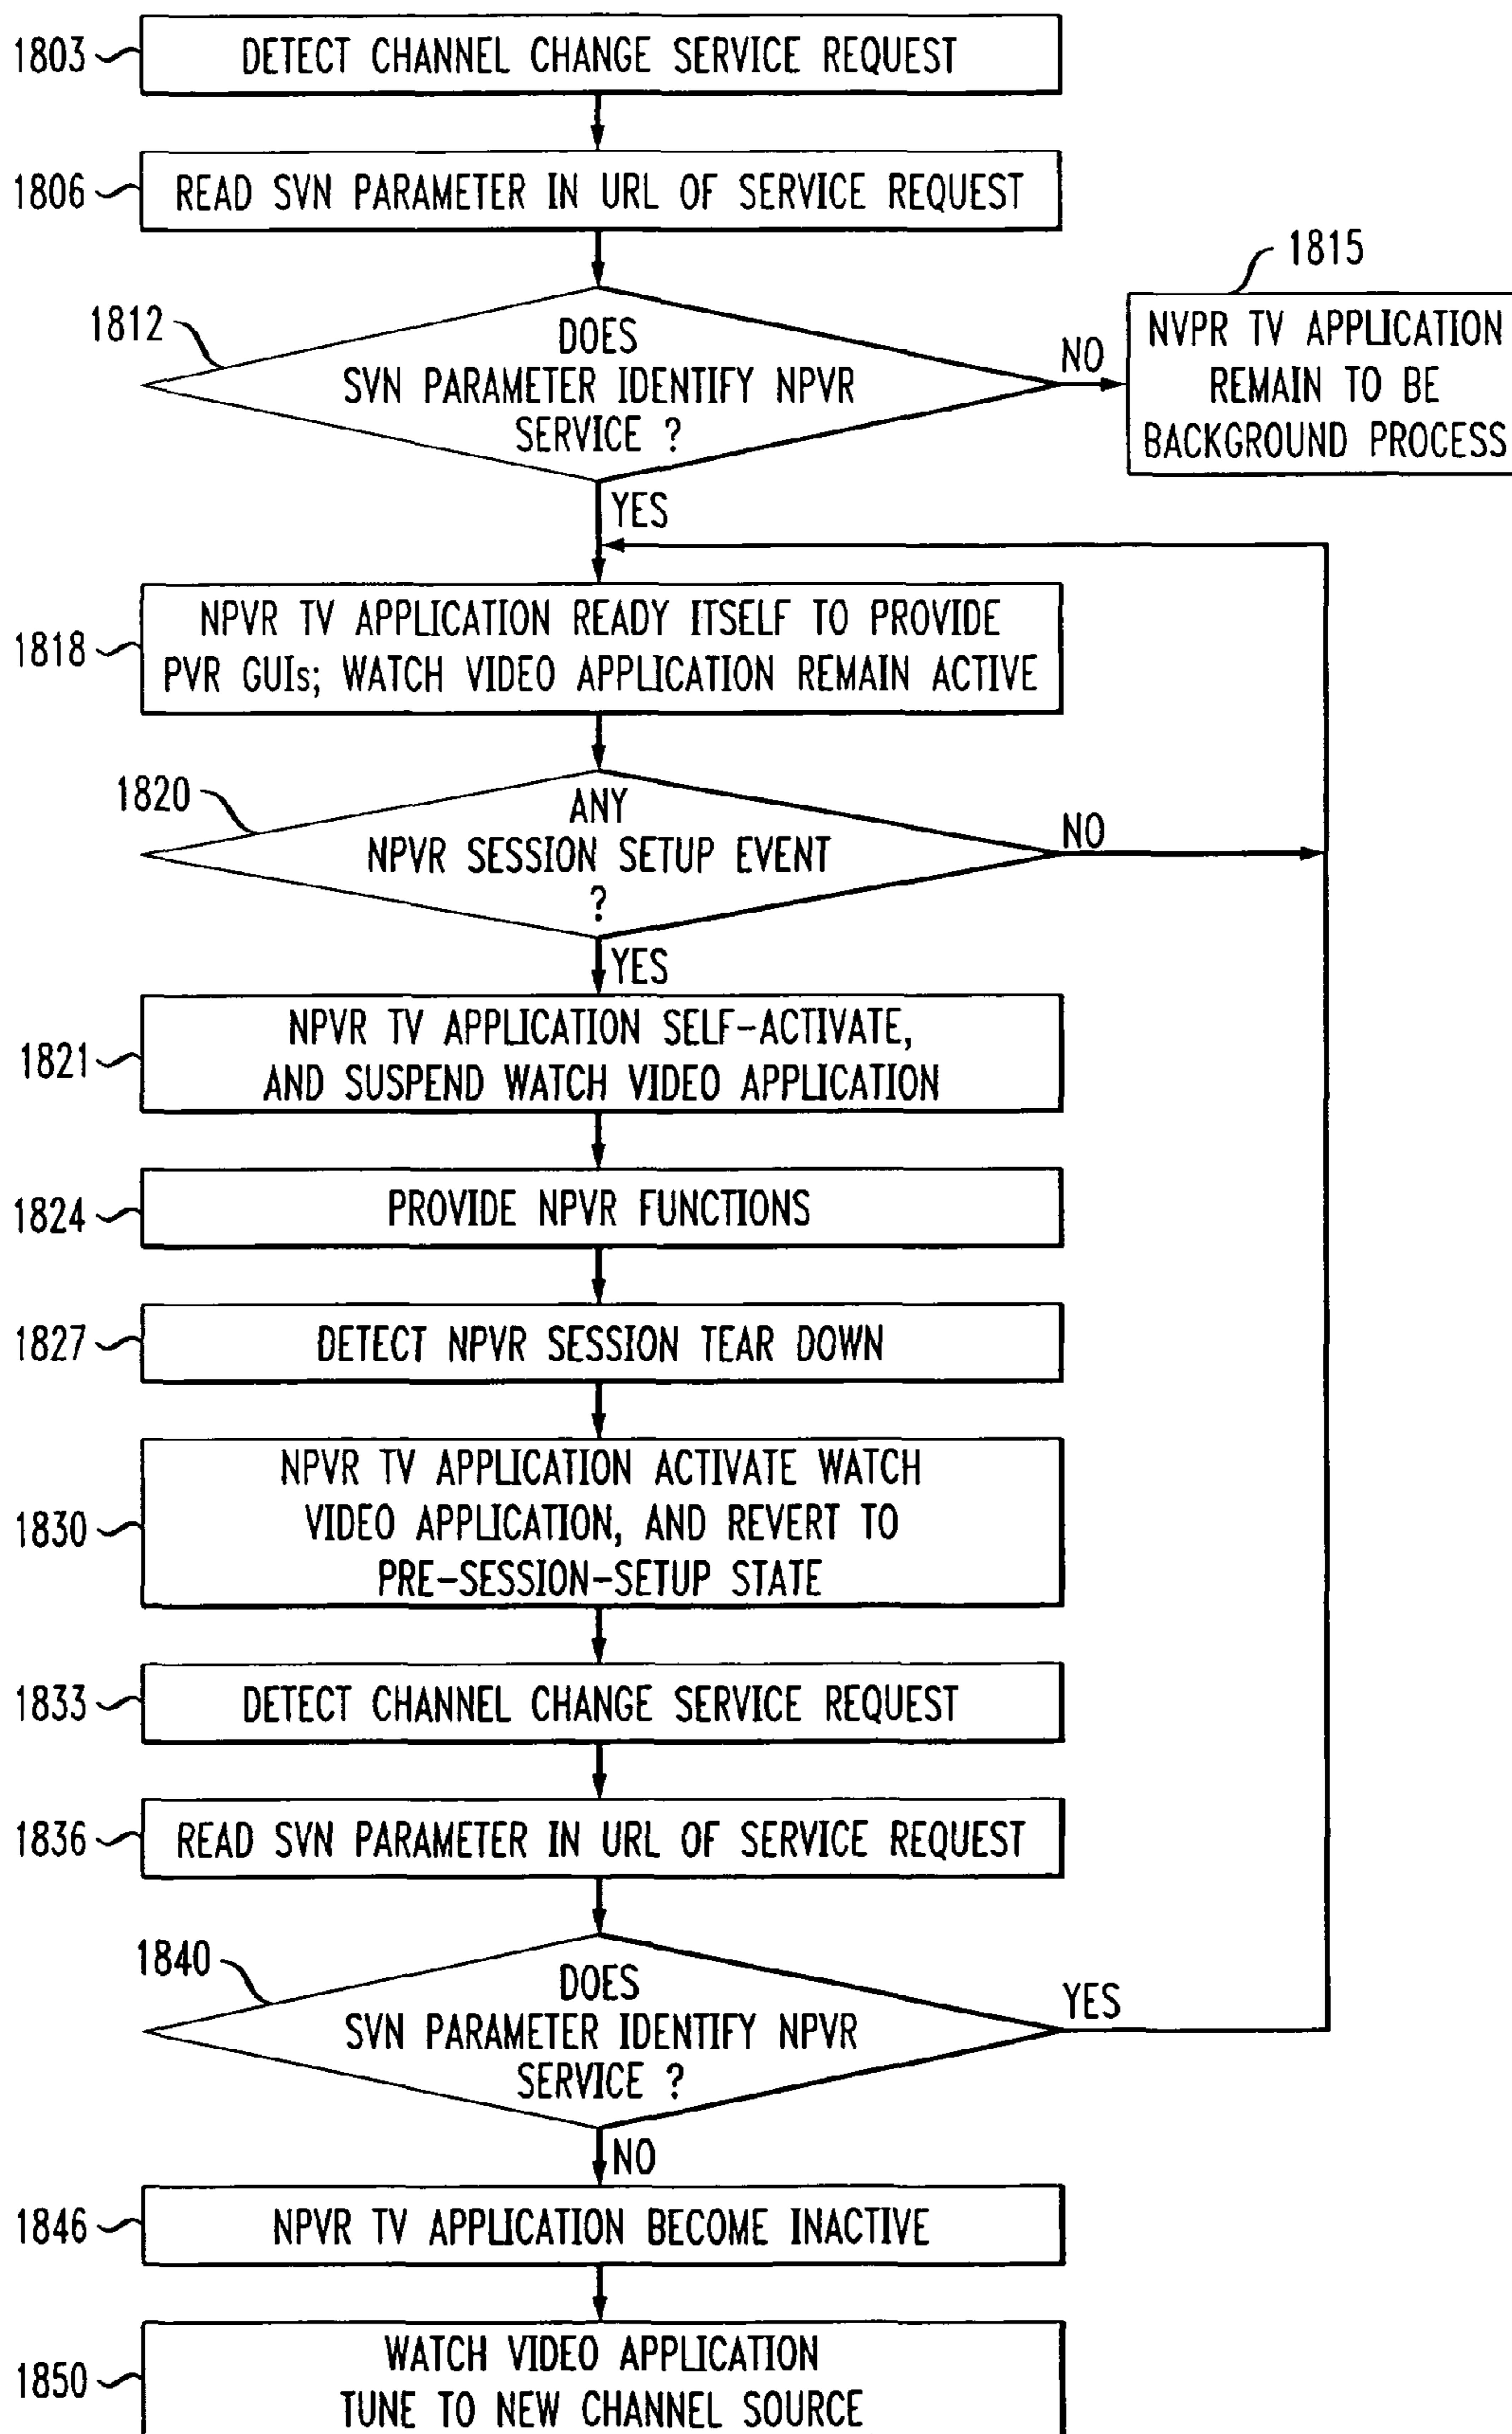 1803
DETECT CHANNEL CHANGE SERVICE REQUEST
1806
READ SVN PARAMETER IN URL OF SERVICE REQUEST
1812
DOES
SVN PARAMETER IDENTIFY NPVR
SERVICE ?
NO
1815
NVPR TV APPLICATION
REMAIN TO BE
BACKGROUND PROCESS
YES
1818
NPVR TV APPLICATION READY ITSELF TO PROVIDE
PVR GUIs; WATCH VIDEO APPLICATION REMAIN ACTIVE
1820
ANY
NPVR SESSION SETUP EVENT
?
NO
YES
1821
NPVR TV APPLICATION SELF-ACTIVATE,
AND SUSPEND WATCH VIDEO APPLICATION
1824
PROVIDE NPVR FUNCTIONS
1827
DETECT NPVR SESSION TEAR DOWN
1830
NPVR TV APPLICATION ACTIVATE WATCH
VIDEO APPLICATION, AND REVERT TO
PRE-SESSION-SETUP STATE
1833
DETECT CHANNEL CHANGE SERVICE REQUEST
1836
READ SVN PARAMETER IN URL OF SERVICE REQUEST
1840
DOES
SVN PARAMETER IDENTIFY NPVR
SERVICE ?
YES
NO
1846
NPVR TV APPLICATION BECOME INACTIVE
1850
WATCH VIDEO APPLICATION
TUNE TO NEW CHANNEL SOURCE